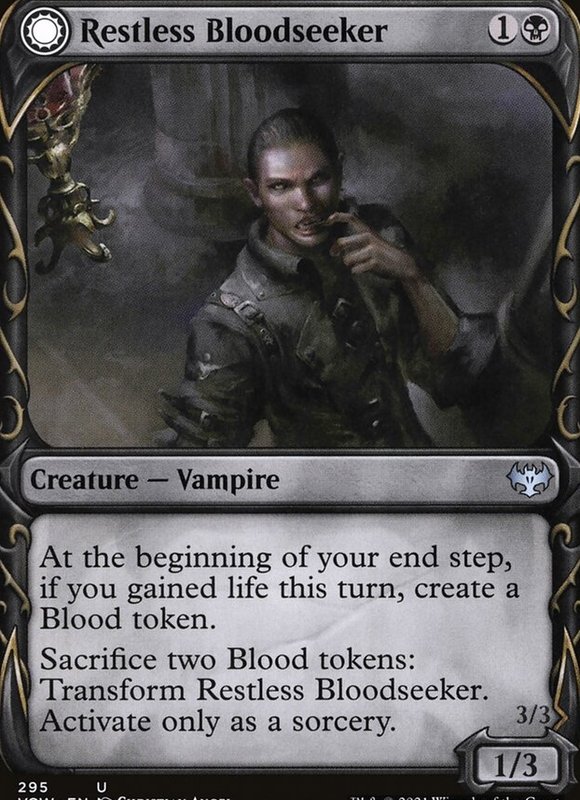 Restless Bloodseeker 1
Creature — Vampire
At the beginning of your end step,
if you gained life this turn, create a
Blood token.
Sacrifice two Blood tokens:
Transform Restless Bloodseeker.
Activate only as a sorcery.
3/3
1/3
295 U